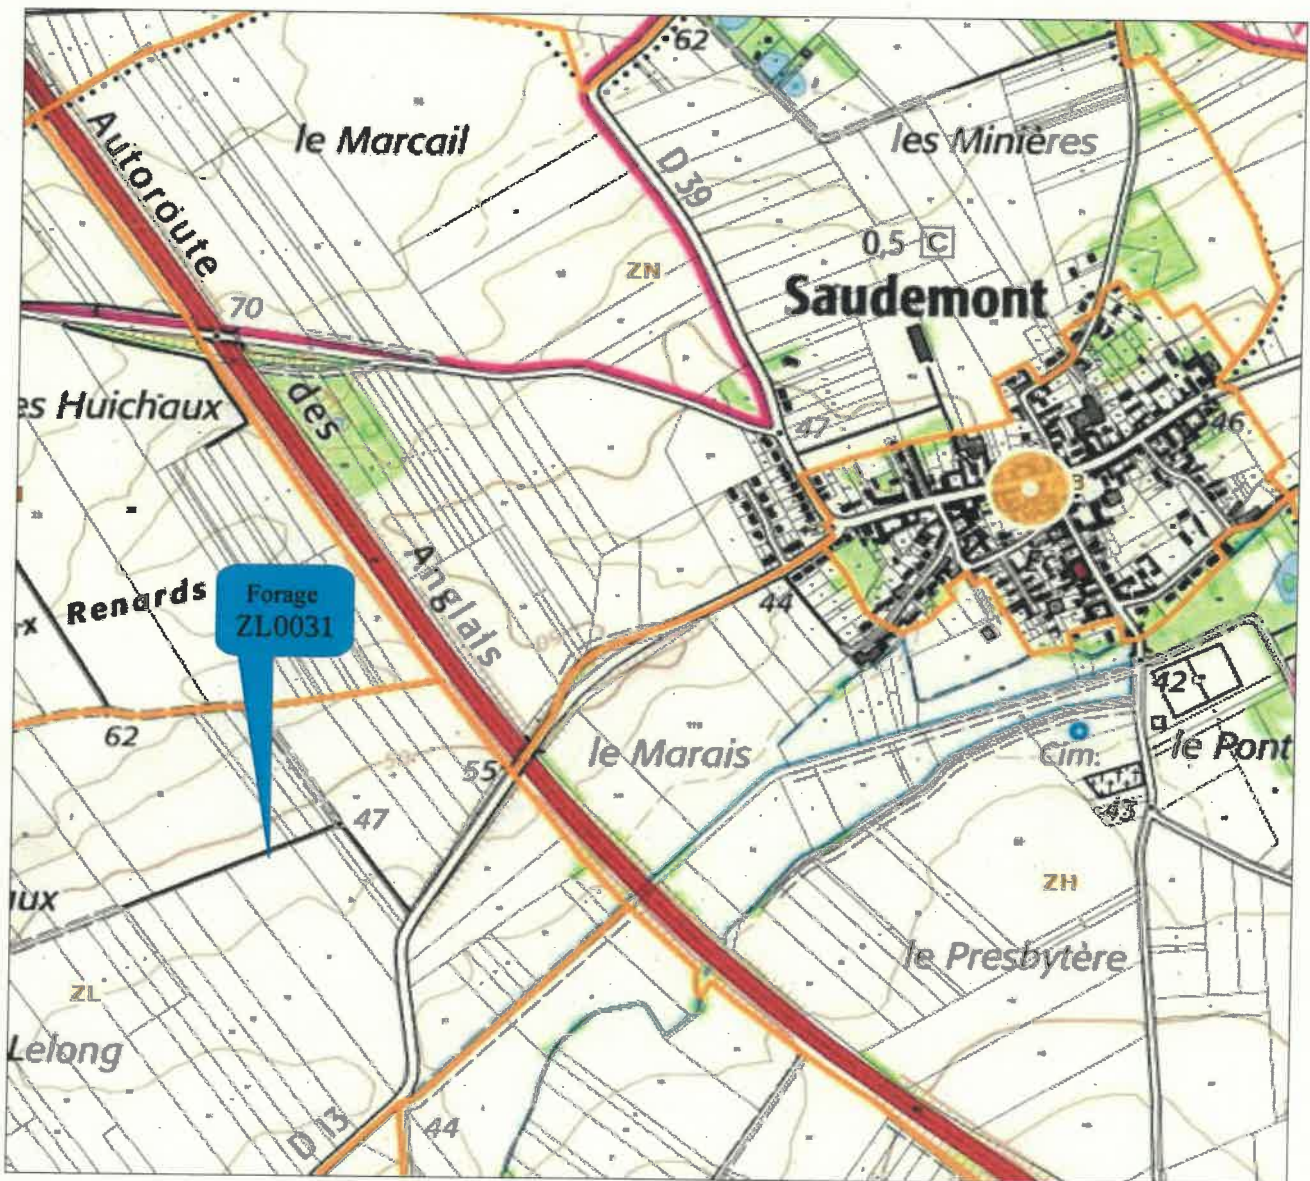 62
le Marcail
les Minières
Autoroute
D 39
0,5 C
ZN
Saudemont
70
es Huichaux
des
47
46
Anglais
Renards
Forage
ZL0031
x
44
42
62
le Marais
Cim.
le Pont
55
50
47
43
ux
ZH
le Presbytère
ZL
Lelong
D 13
44